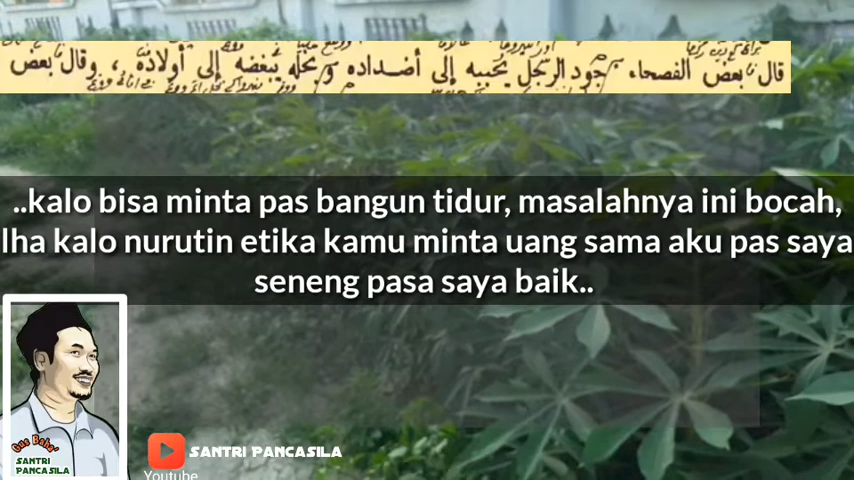 قال بعض الفصحاء جود الرجل يحببه إلى أضداده وبخله يبغضه إلى أولاده ، وقال بعض
..kalo bisa minta pas bangun tidur, masalahnya ini bocah,
lha kalo nurutin etika kamu minta uang sama aku pas saya
seneng pasa saya baik..
Gus Baha'
SANTRI
PANCASILA
SANTRI PANCASILA
Youtube